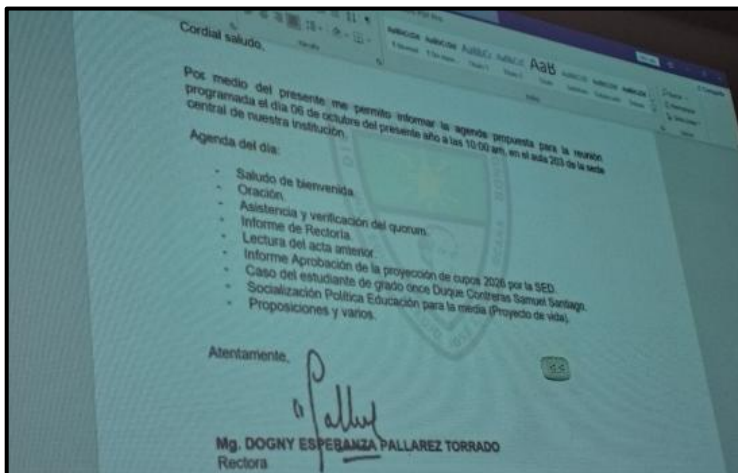 Cordial saludo,
Por medio del presente me permito informar la agenda propuesta para la reunión
programada el día 06 de octubre del presente año a las 10:00 am, en el aula 203 de la sede
central de nuestra institución.
Agenda del día:
- Saludo de bienvenida.
- Oración.
- Asistencia y verificación del quorum.
- Informe de Rectoría.
- Lectura del acta anterior.
- Informe Aprobación de la proyección de cupos 2026 por la SED.
- Caso del estudiante de grado once Duque Contreras Samuel Santiago.
- Socialización Política Educación para la media (Proyecto de vida).
- Proposiciones y varios.
Atentamente,
Mg. DOGNY ESPERANZA PALLAREZ TORRADO
Rectora